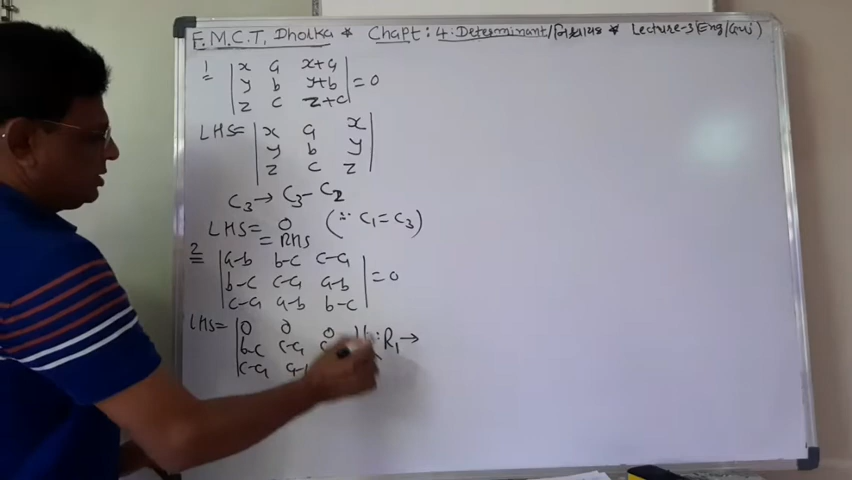 F.M.C.T. Dholka * Chapt: 4. Determinant/ * Lecture-3(Eng/Guj)
1
| x a x+a |
| y b y+b | = 0
| z c z+c |
LHS= | x a x |
| y b y |
| z c z |
C3 → C3 - C2
LHS = 0 (∵ C1 = C3)
= RHS
2
| a-b b-c c-a |
| b-c c-a a-b | = 0
| c-a a-b b-c |
LHS= | 0 0 0 | ∵ R1 →
| b-c c-a
| c-a